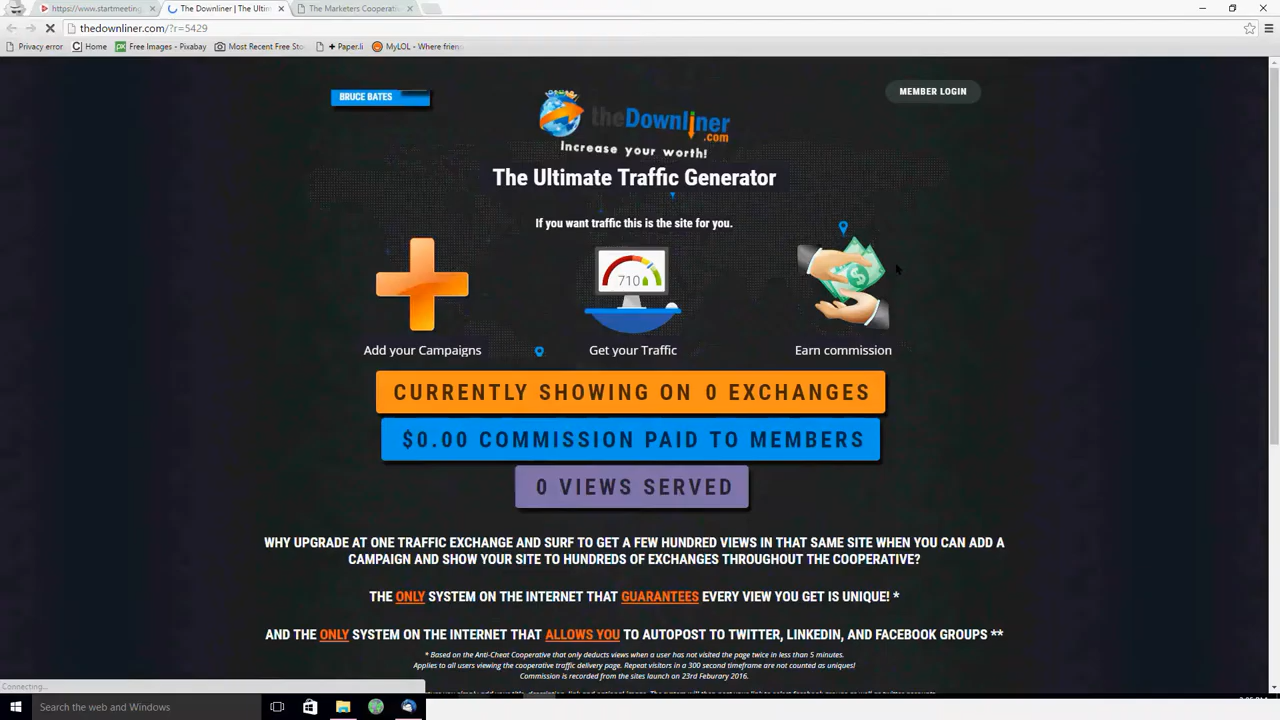 https://www.startmeeting
The Downliner | The Ultim
The Marketers Cooperativ
thedownliner.com/?r=5429
Privacy error
Home
Free Images - Pixabay
Most Recent Free Sto
+ Paper.li
MyLOL - Where frien
BRUCE BATES
MEMBER LOGIN
theDownliner
.com
Increase your worth!
The Ultimate Traffic Generator
If you want traffic this is the site for you.
710
Add your Campaigns
Get your Traffic
Earn commission
CURRENTLY SHOWING ON 0 EXCHANGES
$0.00 COMMISSION PAID TO MEMBERS
0 VIEWS SERVED
WHY UPGRADE AT ONE TRAFFIC EXCHANGE AND SURF TO GET A FEW HUNDRED VIEWS IN THAT SAME SITE WHEN YOU CAN ADD A
CAMPAIGN AND SHOW YOUR SITE TO HUNDREDS OF EXCHANGES THROUGHOUT THE COOPERATIVE?
THE ONLY SYSTEM ON THE INTERNET THAT GUARANTEES EVERY VIEW YOU GET IS UNIQUE! *
AND THE ONLY SYSTEM ON THE INTERNET THAT ALLOWS YOU TO AUTOPOST TO TWITTER, LINKEDIN, AND FACEBOOK GROUPS **
* Based on the Anti-Cheat Cooperative that only deducts views when a user has not visited the page twice in less than 5 minutes.
Applies to all users viewing the cooperative traffic delivery page. Repeat visitors in a 300 second timeframe are not counted as uniques!
Commission is recorded from the sites launch on 23rd Feburary 2016.
Connecting...
Search the web and Windows